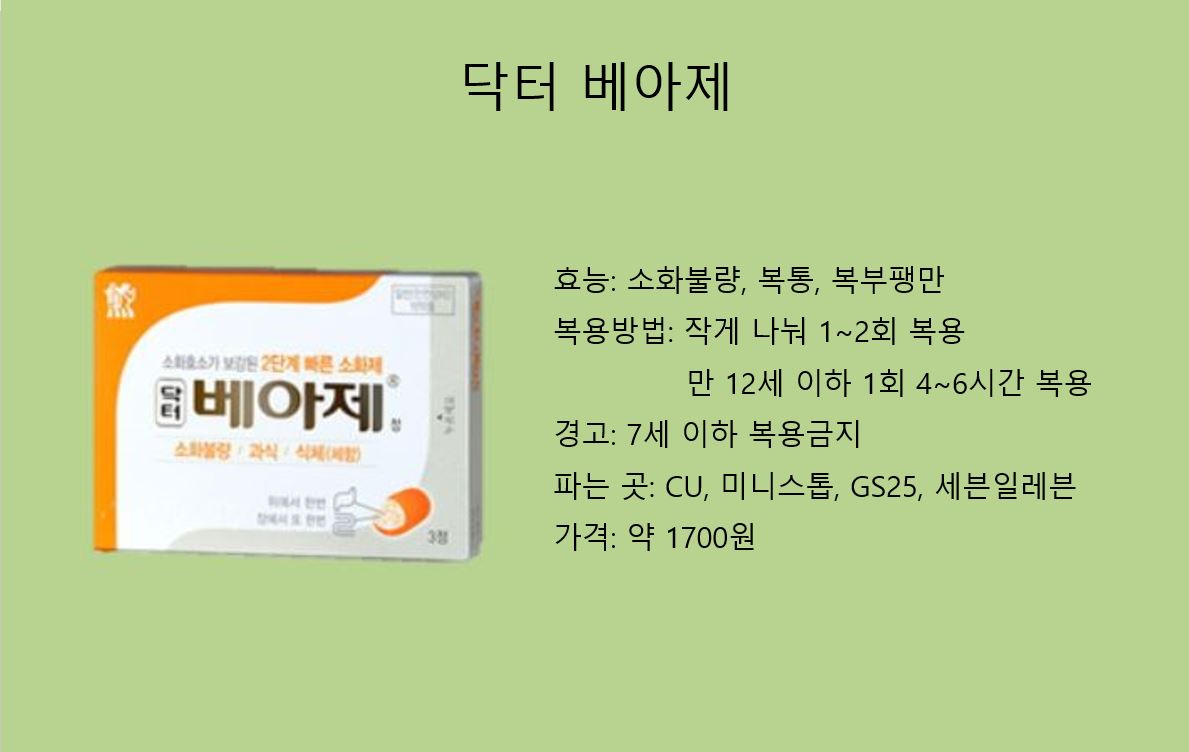 닥터 베아제
소화효소가 보강된 2단계 빠른 소화제
닥터 베아제® 정
소화불량 / 과식 / 식체(체함)
위에서 한번
장에서 또 한번
3정
효능: 소화불량, 복통, 복부팽만
복용방법: 작게 나눠 1~2회 복용
만 12세 이하 1회 4~6시간 복용
경고: 7세 이하 복용금지
파는 곳: CU, 미니스톱, GS25, 세븐일레븐
가격: 약 1700원